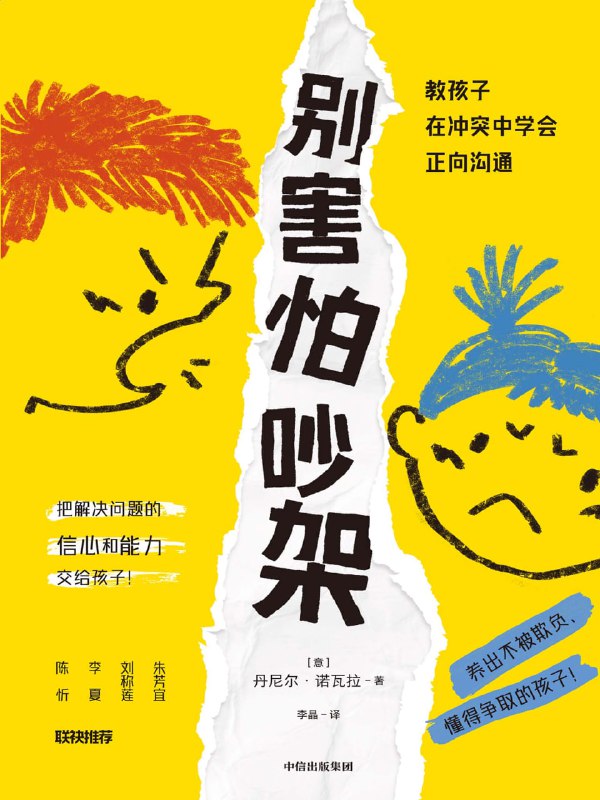 别害怕吵架
教孩子
在冲突中学会
正向沟通
把解决问题的
信心和能力
交给孩子！
养出不被欺负、
懂得争取的孩子！
陈忻
李夏
刘称莲
朱芳宜
联袂推荐
［意］
丹尼尔·诺瓦拉－著
李晶－译
中信出版集团